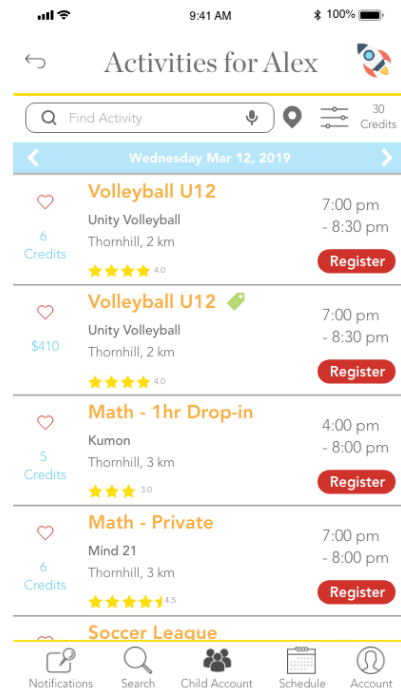 9:41 AM
100%
Activities for Alex
Find Activity
30
Credits
Wednesday Mar 12, 2019
Volleyball U12
Unity Volleyball
Thornhill, 2 km
4.0
6
Credits
7:00 pm
- 8:30 pm
Register
Volleyball U12
Unity Volleyball
Thornhill, 2 km
4.0
$410
7:00 pm
- 8:30 pm
Register
Math - 1hr Drop-in
Kumon
Thornhill, 3 km
3.0
5
Credits
4:00 pm
- 8:00 pm
Register
Math - Private
Mind 21
Thornhill, 3 km
4.5
6
Credits
7:00 pm
- 8:00 pm
Register
Soccer League
Notifications
Search
Child Account
Schedule
Account